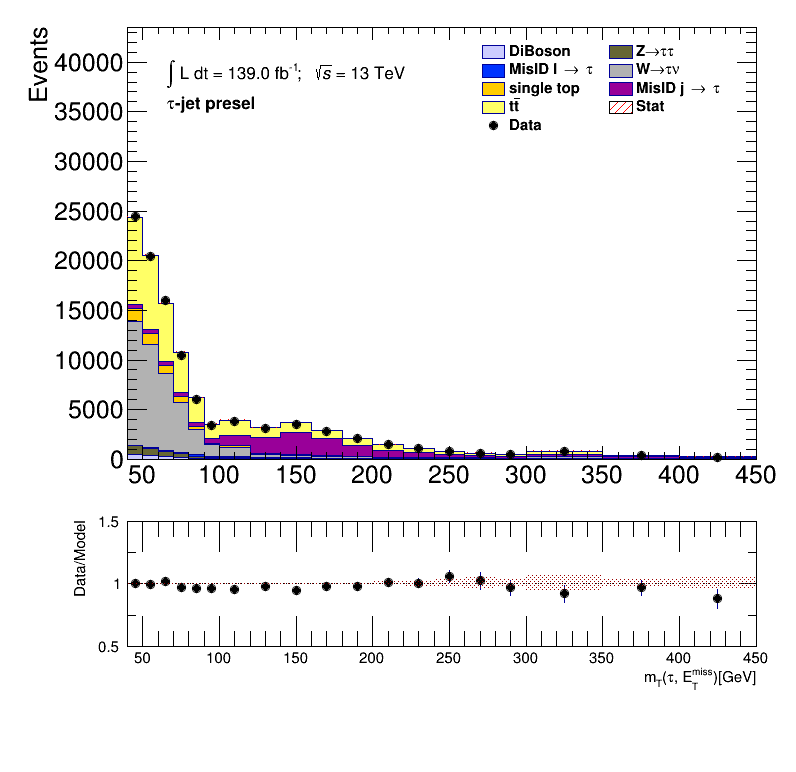 Events
40000
35000
30000
25000
20000
15000
10000
5000
0
∫ L dt = 139.0 fb⁻¹; √s = 13 TeV
τ-jet presel
DiBoson
MisID l → τ
single top
tt̄
Data
Z→ττ
W→τν
MisID j → τ
Stat
50 100 150 200 250 300 350 400 450
Data/Model
1.5
1
0.5
50 100 150 200 250 300 350 400 450
m_T(τ, E_T^miss)[GeV]